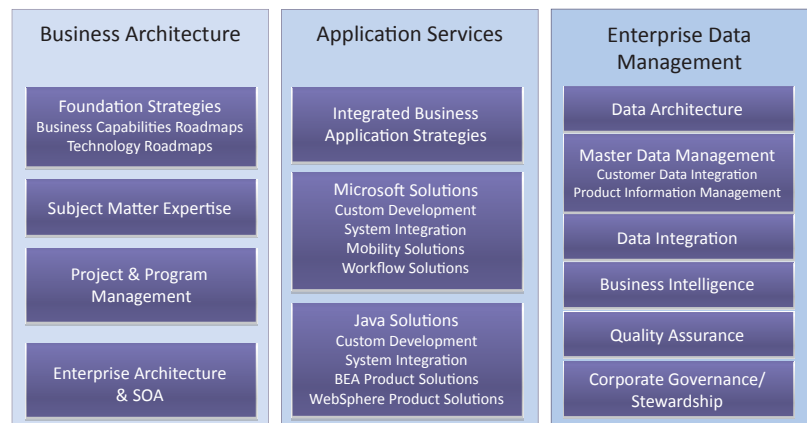 Business Architecture
Foundation Strategies
Business Capabilities Roadmaps
Technology Roadmaps
Subject Matter Expertise
Project & Program
Management
Enterprise Architecture
& SOA
Application Services
Integrated Business
Application Strategies
Microsoft Solutions
Custom Development
System Integration
Mobility Solutions
Workflow Solutions
Java Solutions
Custom Development
System Integration
BEA Product Solutions
WebSphere Product Solutions
Enterprise Data
Management
Data Architecture
Master Data Management
Customer Data Integration
Product Information Management
Data Integration
Business Intelligence
Quality Assurance
Corporate Governance/
Stewardship